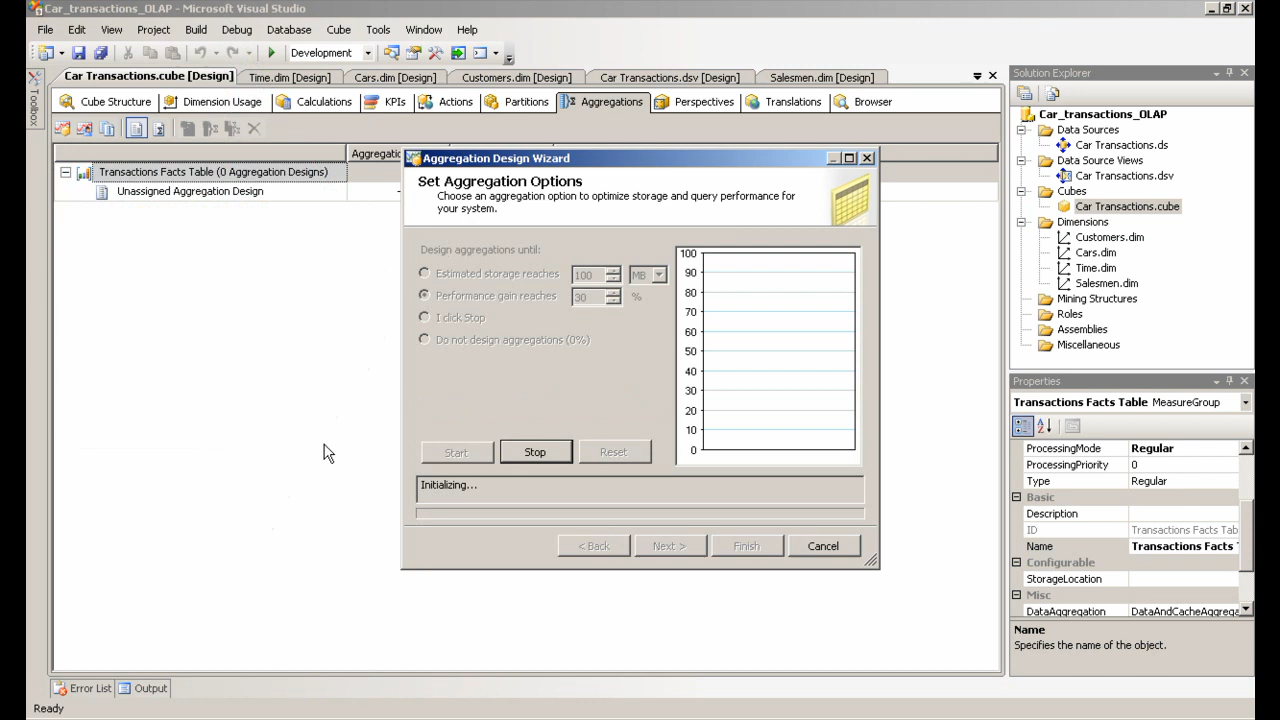 Car_transactions_OLAP - Microsoft Visual Studio
File Edit View Project Build Debug Database Cube Tools Window Help
Development
Car Transactions.cube [Design] Time.dim [Design] Cars.dim [Design] Customers.dim [Design] Car Transactions.dsv [Design] Salesmen.dim [Design]
Toolbox
Cube Structure Dimension Usage Calculations KPIs Actions Partitions Aggregations Perspectives Translations Browser
Aggregatio
Transactions Facts Table (0 Aggregation Designs)
Unassigned Aggregation Design
Aggregation Design Wizard
Set Aggregation Options
Choose an aggregation option to optimize storage and query performance for
your system.
Design aggregations until:
Estimated storage reaches 100 MB
Performance gain reaches 30 %
I click Stop
Do not design aggregations (0%)
100
90
80
70
60
50
40
30
20
10
0
Start Stop Reset
Initializing...
< Back Next > Finish Cancel
Solution Explorer
Car_transactions_OLAP
Data Sources
Car Transactions.ds
Data Source Views
Car Transactions.dsv
Cubes
Car Transactions.cube
Dimensions
Customers.dim
Cars.dim
Time.dim
Salesmen.dim
Mining Structures
Roles
Assemblies
Miscellaneous
Properties
Transactions Facts Table MeasureGroup
ProcessingMode Regular
ProcessingPriority 0
Type Regular
Basic
Description
ID Transactions Facts Tab
Name Transactions Facts T
Configurable
StorageLocation
Misc
DataAggregation DataAndCacheAggrega
Name
Specifies the name of the object.
Error List Output
Ready